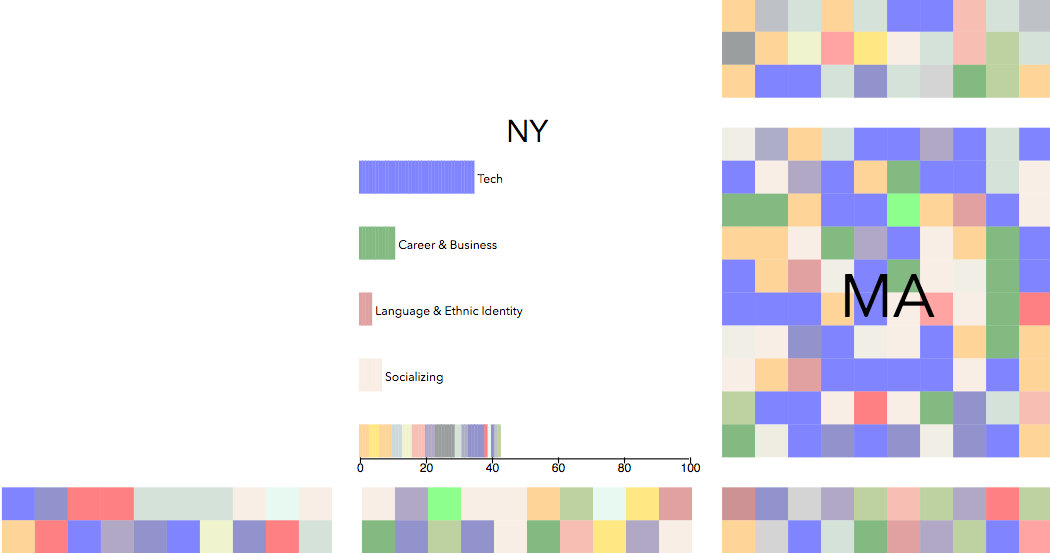 NY
Tech
Career & Business
Language & Ethnic Identity
Socializing
0 20 40 60 80 100
MA